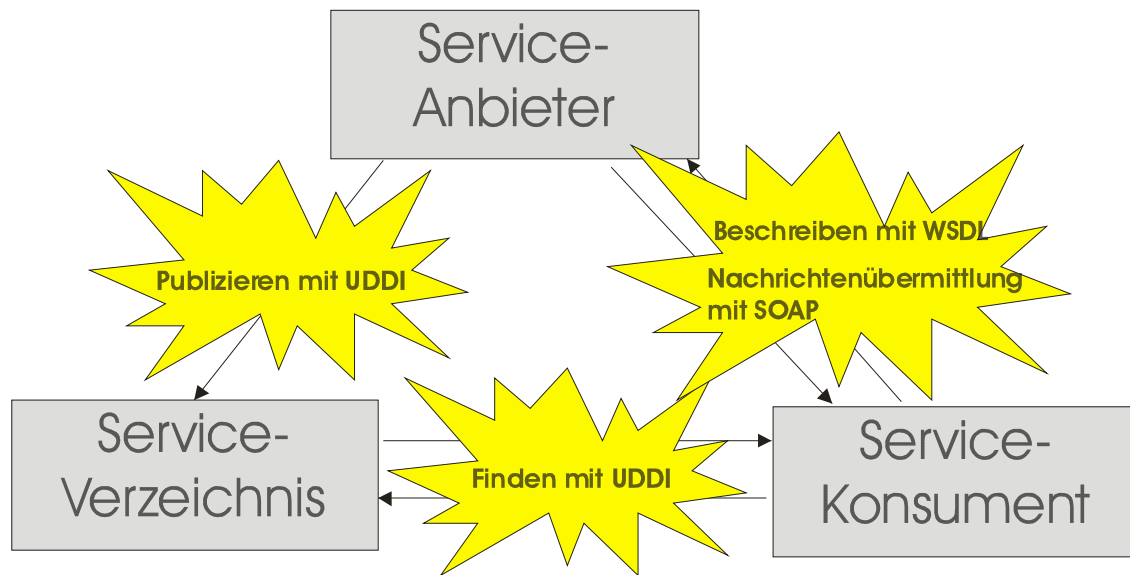 Service-
Anbieter
Beschreiben mit WSDL
Publizieren mit UDDI
Nachrichtenübermittlung
mit SOAP
Service-
Verzeichnis
Finden mit UDDI
Service-
Konsument